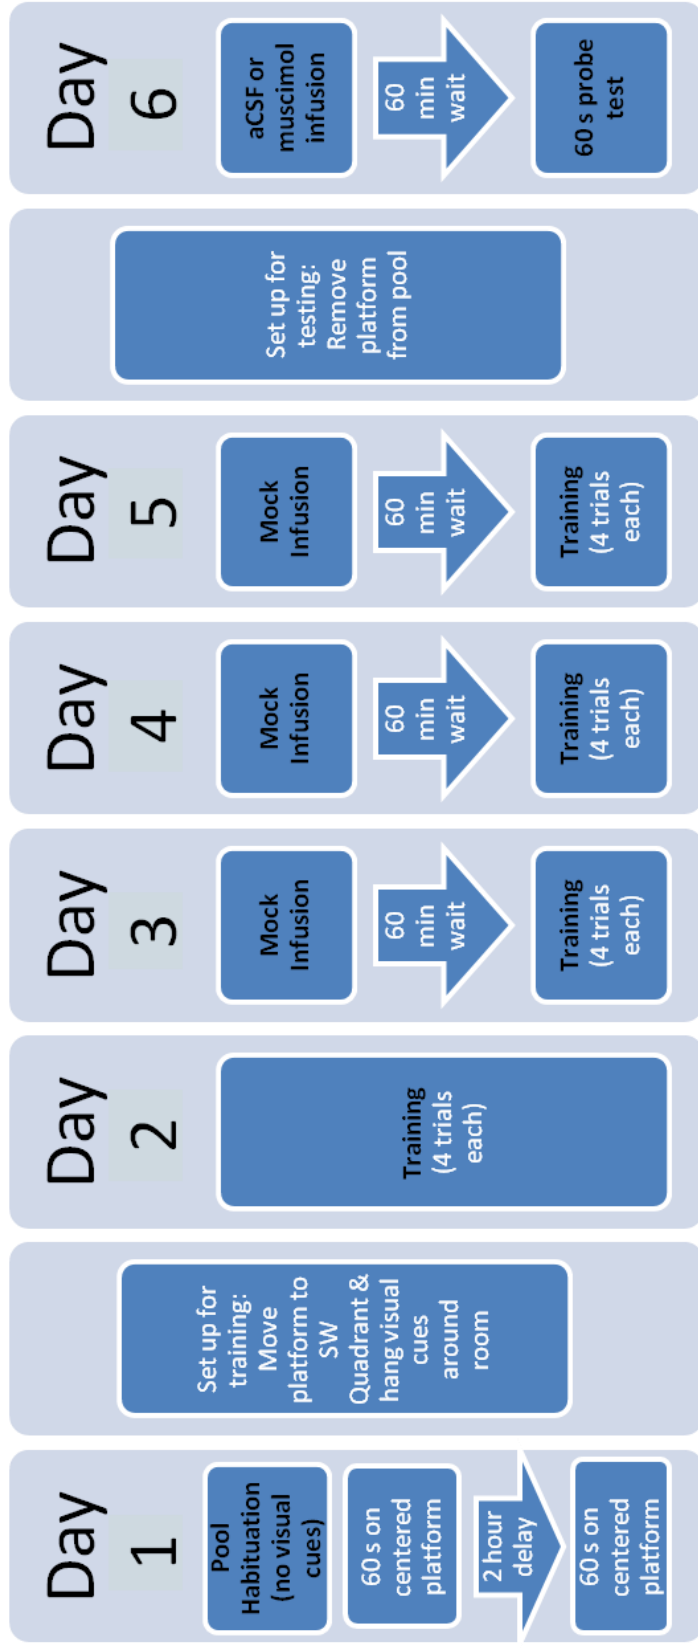 Day
1
Pool
Habituation
(no visual
cues)
60 s on
centered
platform
2 hour
delay
60 s on
centered
platform
Set up for
training:
Move
platform to
SW
Quadrant &
hang visual
cues
around
room
Day
2
Training
(4 trials
each)
Day
3
Mock
Infusion
60
min
wait
Training
(4 trials
each)
Day
4
Mock
Infusion
60
min
wait
Training
(4 trials
each)
Day
5
Mock
Infusion
60
min
wait
Training
(4 trials
each)
Set up for
testing:
Remove
platform
from pool
Day
6
aCSF or
muscimol
infusion
60
min
wait
60 s probe
test